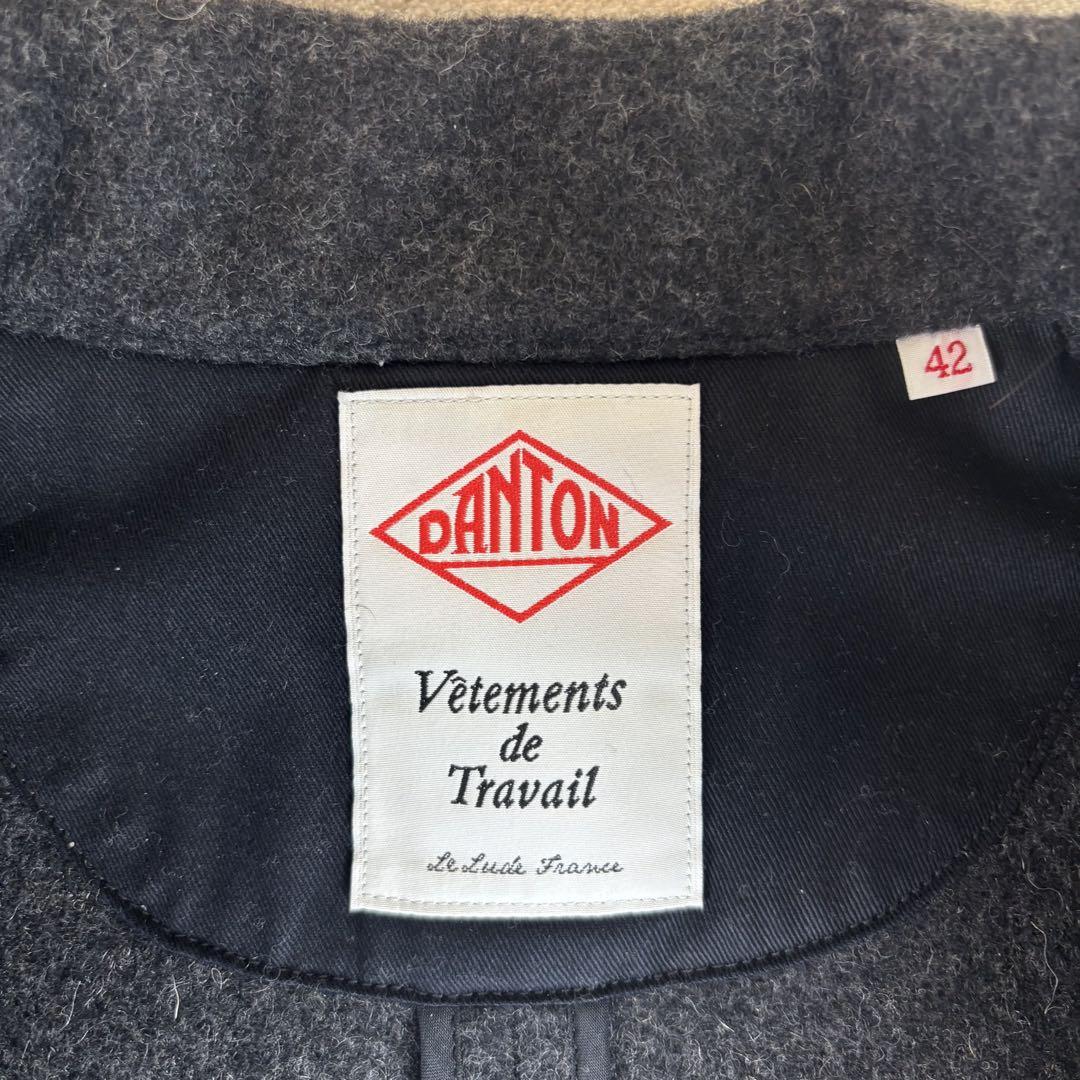 42
DANTON
Vêtements
de
Travail
Le Lude France